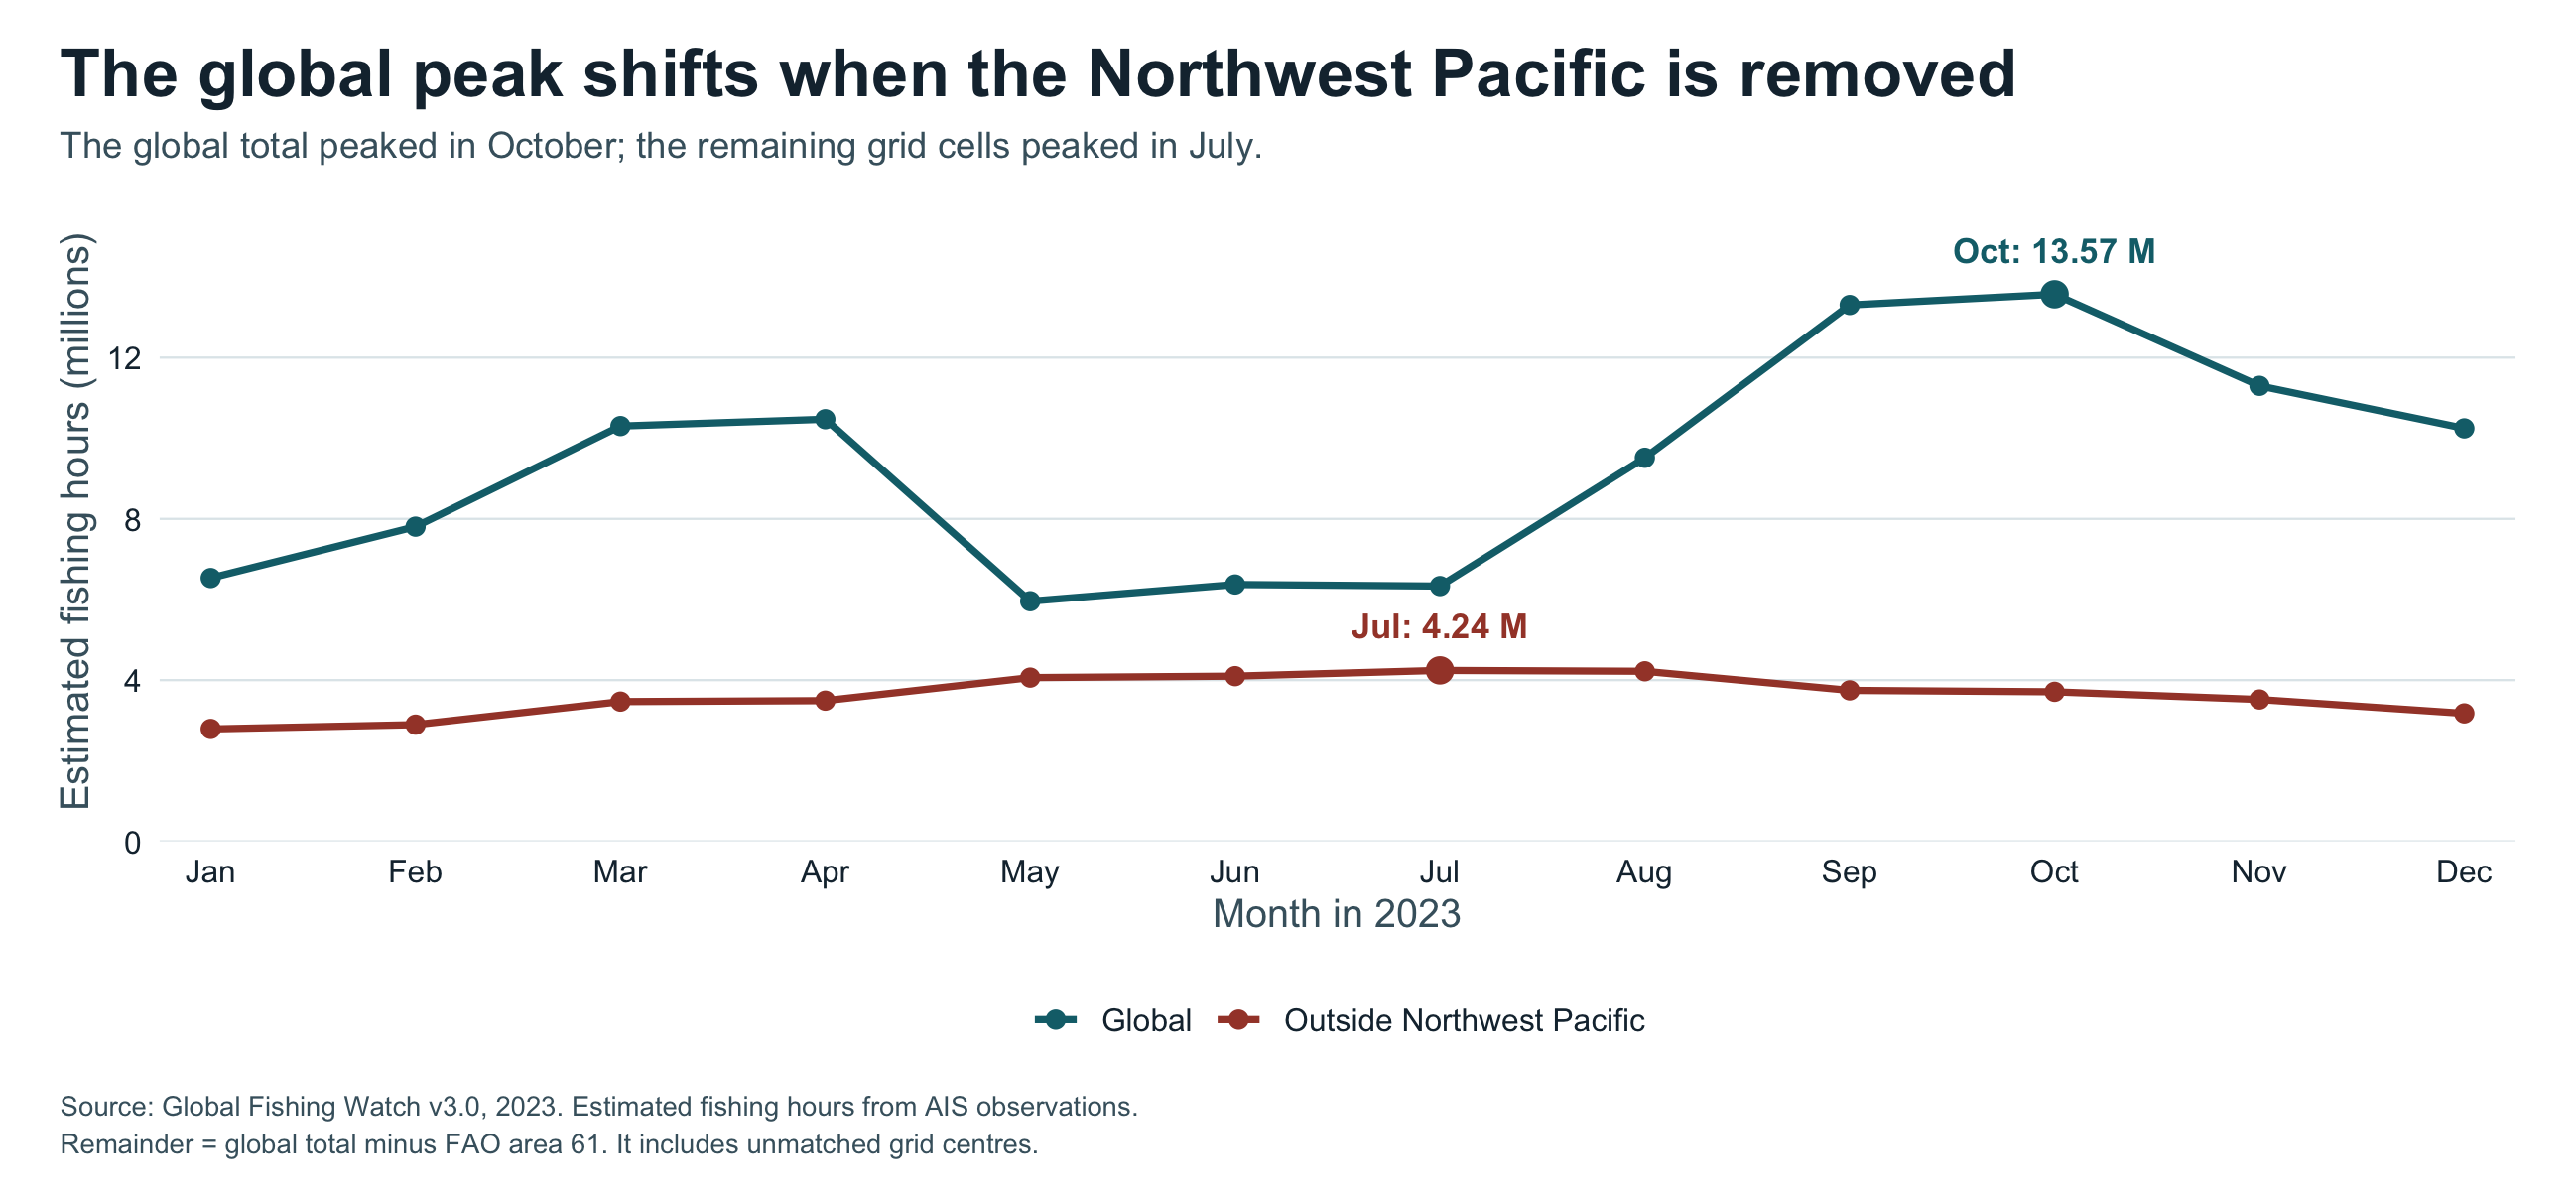 The global peak shifts when the Northwest Pacific is removed
The global total peaked in October; the remaining grid cells peaked in July.
Estimated fishing hours (millions)
Oct: 13.57 M
12
8
Jul: 4.24 M
4
0
Jan Feb Mar Apr May Jun Jul Aug Sep Oct Nov Dec
Month in 2023
Global Outside Northwest Pacific
Source: Global Fishing Watch v3.0, 2023. Estimated fishing hours from AIS observations.
Remainder = global total minus FAO area 61. It includes unmatched grid centres.